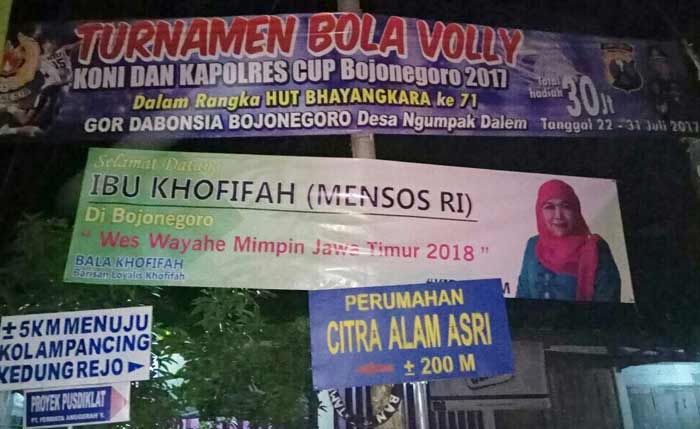 TURNAMEN BOLA VOLLY
KONI DAN KAPOLRES CUP Bojonegoro 2017
Dalam Rangka HUT BHAYANGKARA ke 71
GOR DABONSIA BOJONEGORO Desa Ngumpak Dalem
Total
hadiah 30Jt
Tanggal 22 - 31 Juli 2017
Selamat Datang
IBU KHOFIFAH (MENSOS RI)
Di Bojonegoro
" Wes Wayahe Mimpin Jawa Timur 2018 "
BALA KHOFIFAH
Barisan Loyalis Khofifah
PERUMAHAN
CITRA ALAM ASRI
± 200 M
± 5KM MENUJU
KOLAM PANCING
KEDUNG REJO
PROYEK PUSDIKLAT